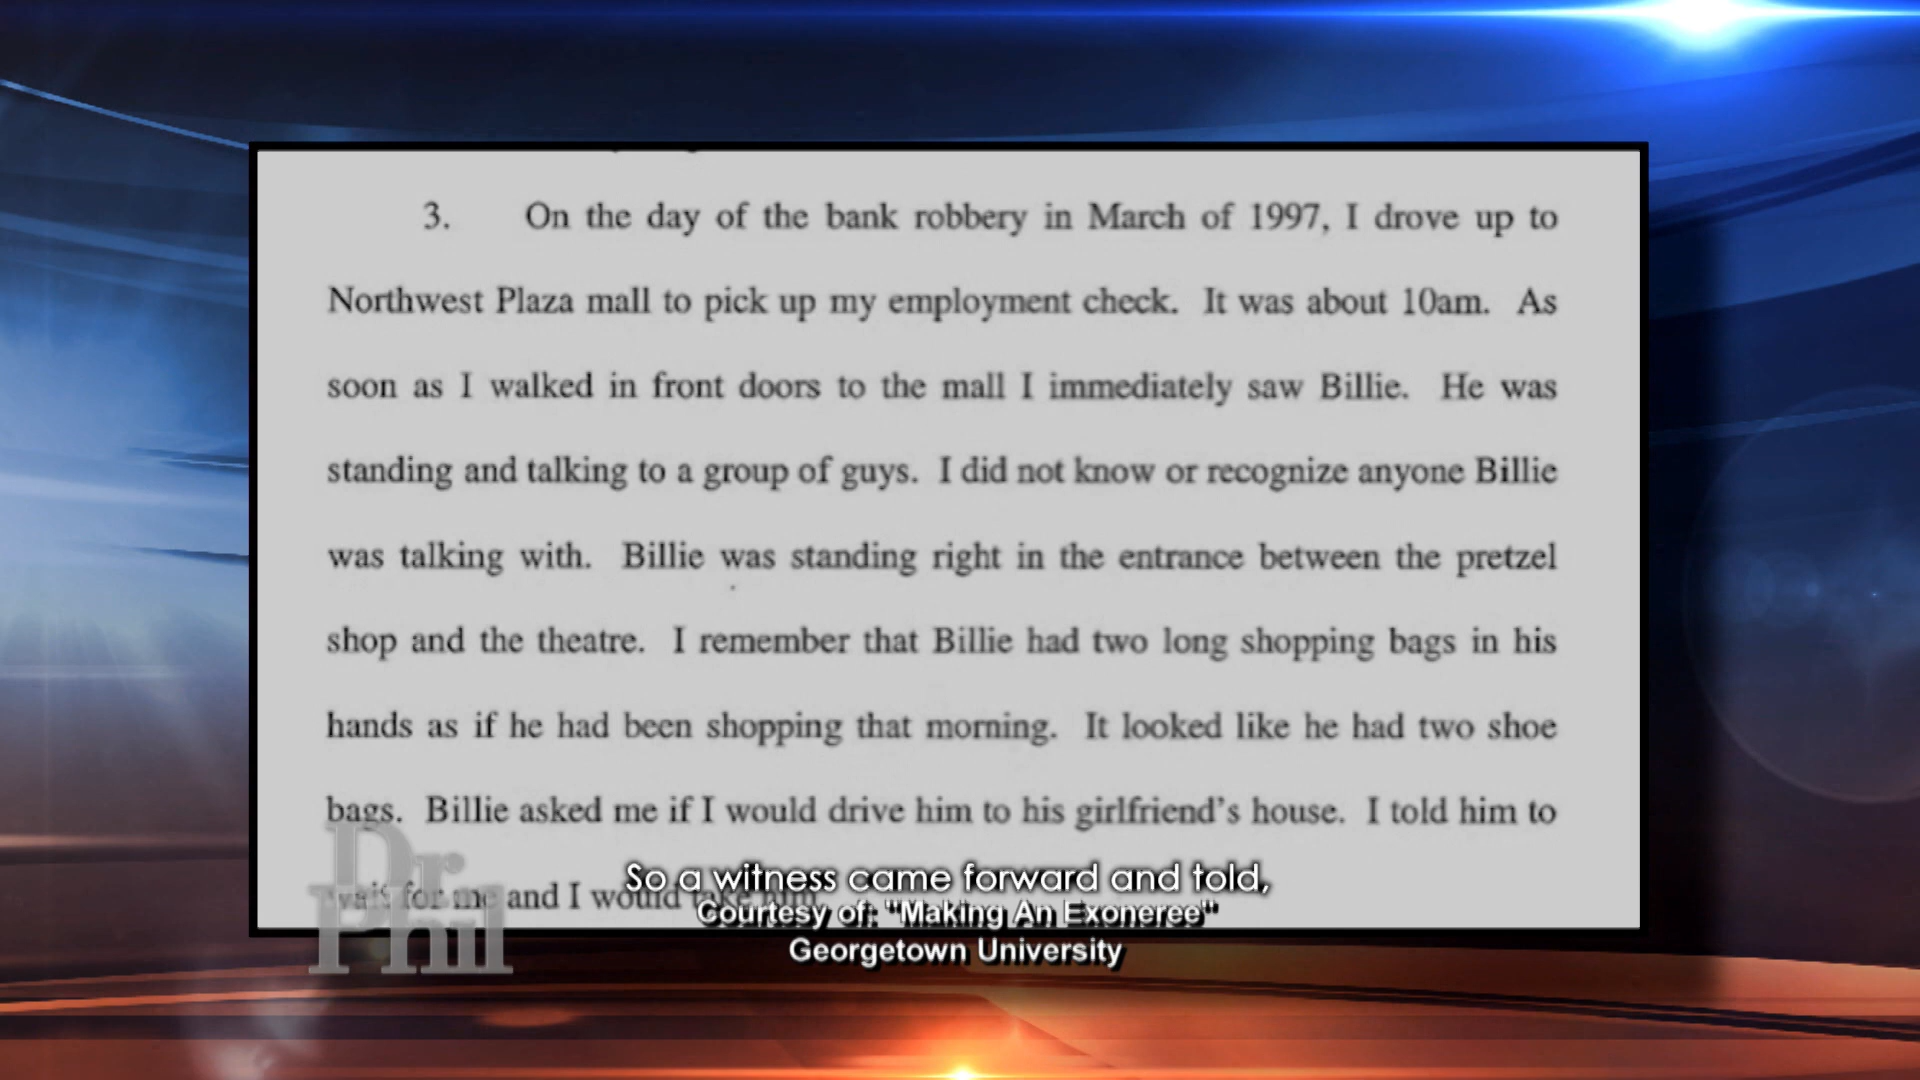 3. On the day of the bank robbery in March of 1997, I drove up to
Northwest Plaza mall to pick up my employment check. It was about 10am. As
soon as I walked in front doors to the mall I immediately saw Billie. He was
standing and talking to a group of guys. I did not know or recognize anyone Billie
was talking with. Billie was standing right in the entrance between the pretzel
shop and the theatre. I remember that Billie had two long shopping bags in his
hands as if he had been shopping that morning. It looked like he had two shoe
bags. Billie asked me if I would drive him to his girlfriend's house. I told him to
wait for me and I would take him.
Dr.
Phil
So a witness came forward and told,
Courtesy of: "Making An Exoneree"
Georgetown University